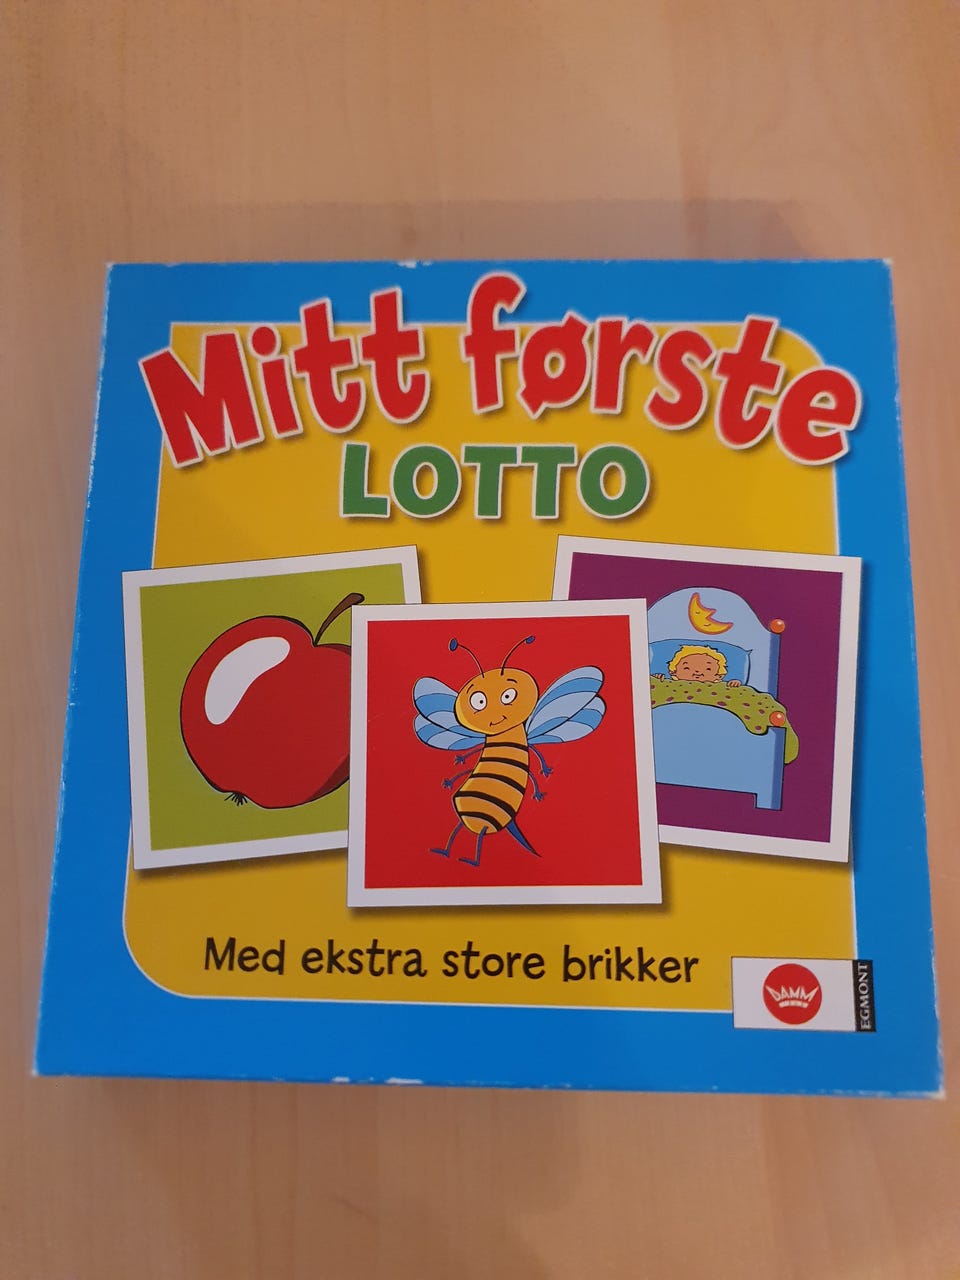 Mitt første
LOTTO
Med ekstra store brikker
DAMM
EGMONT